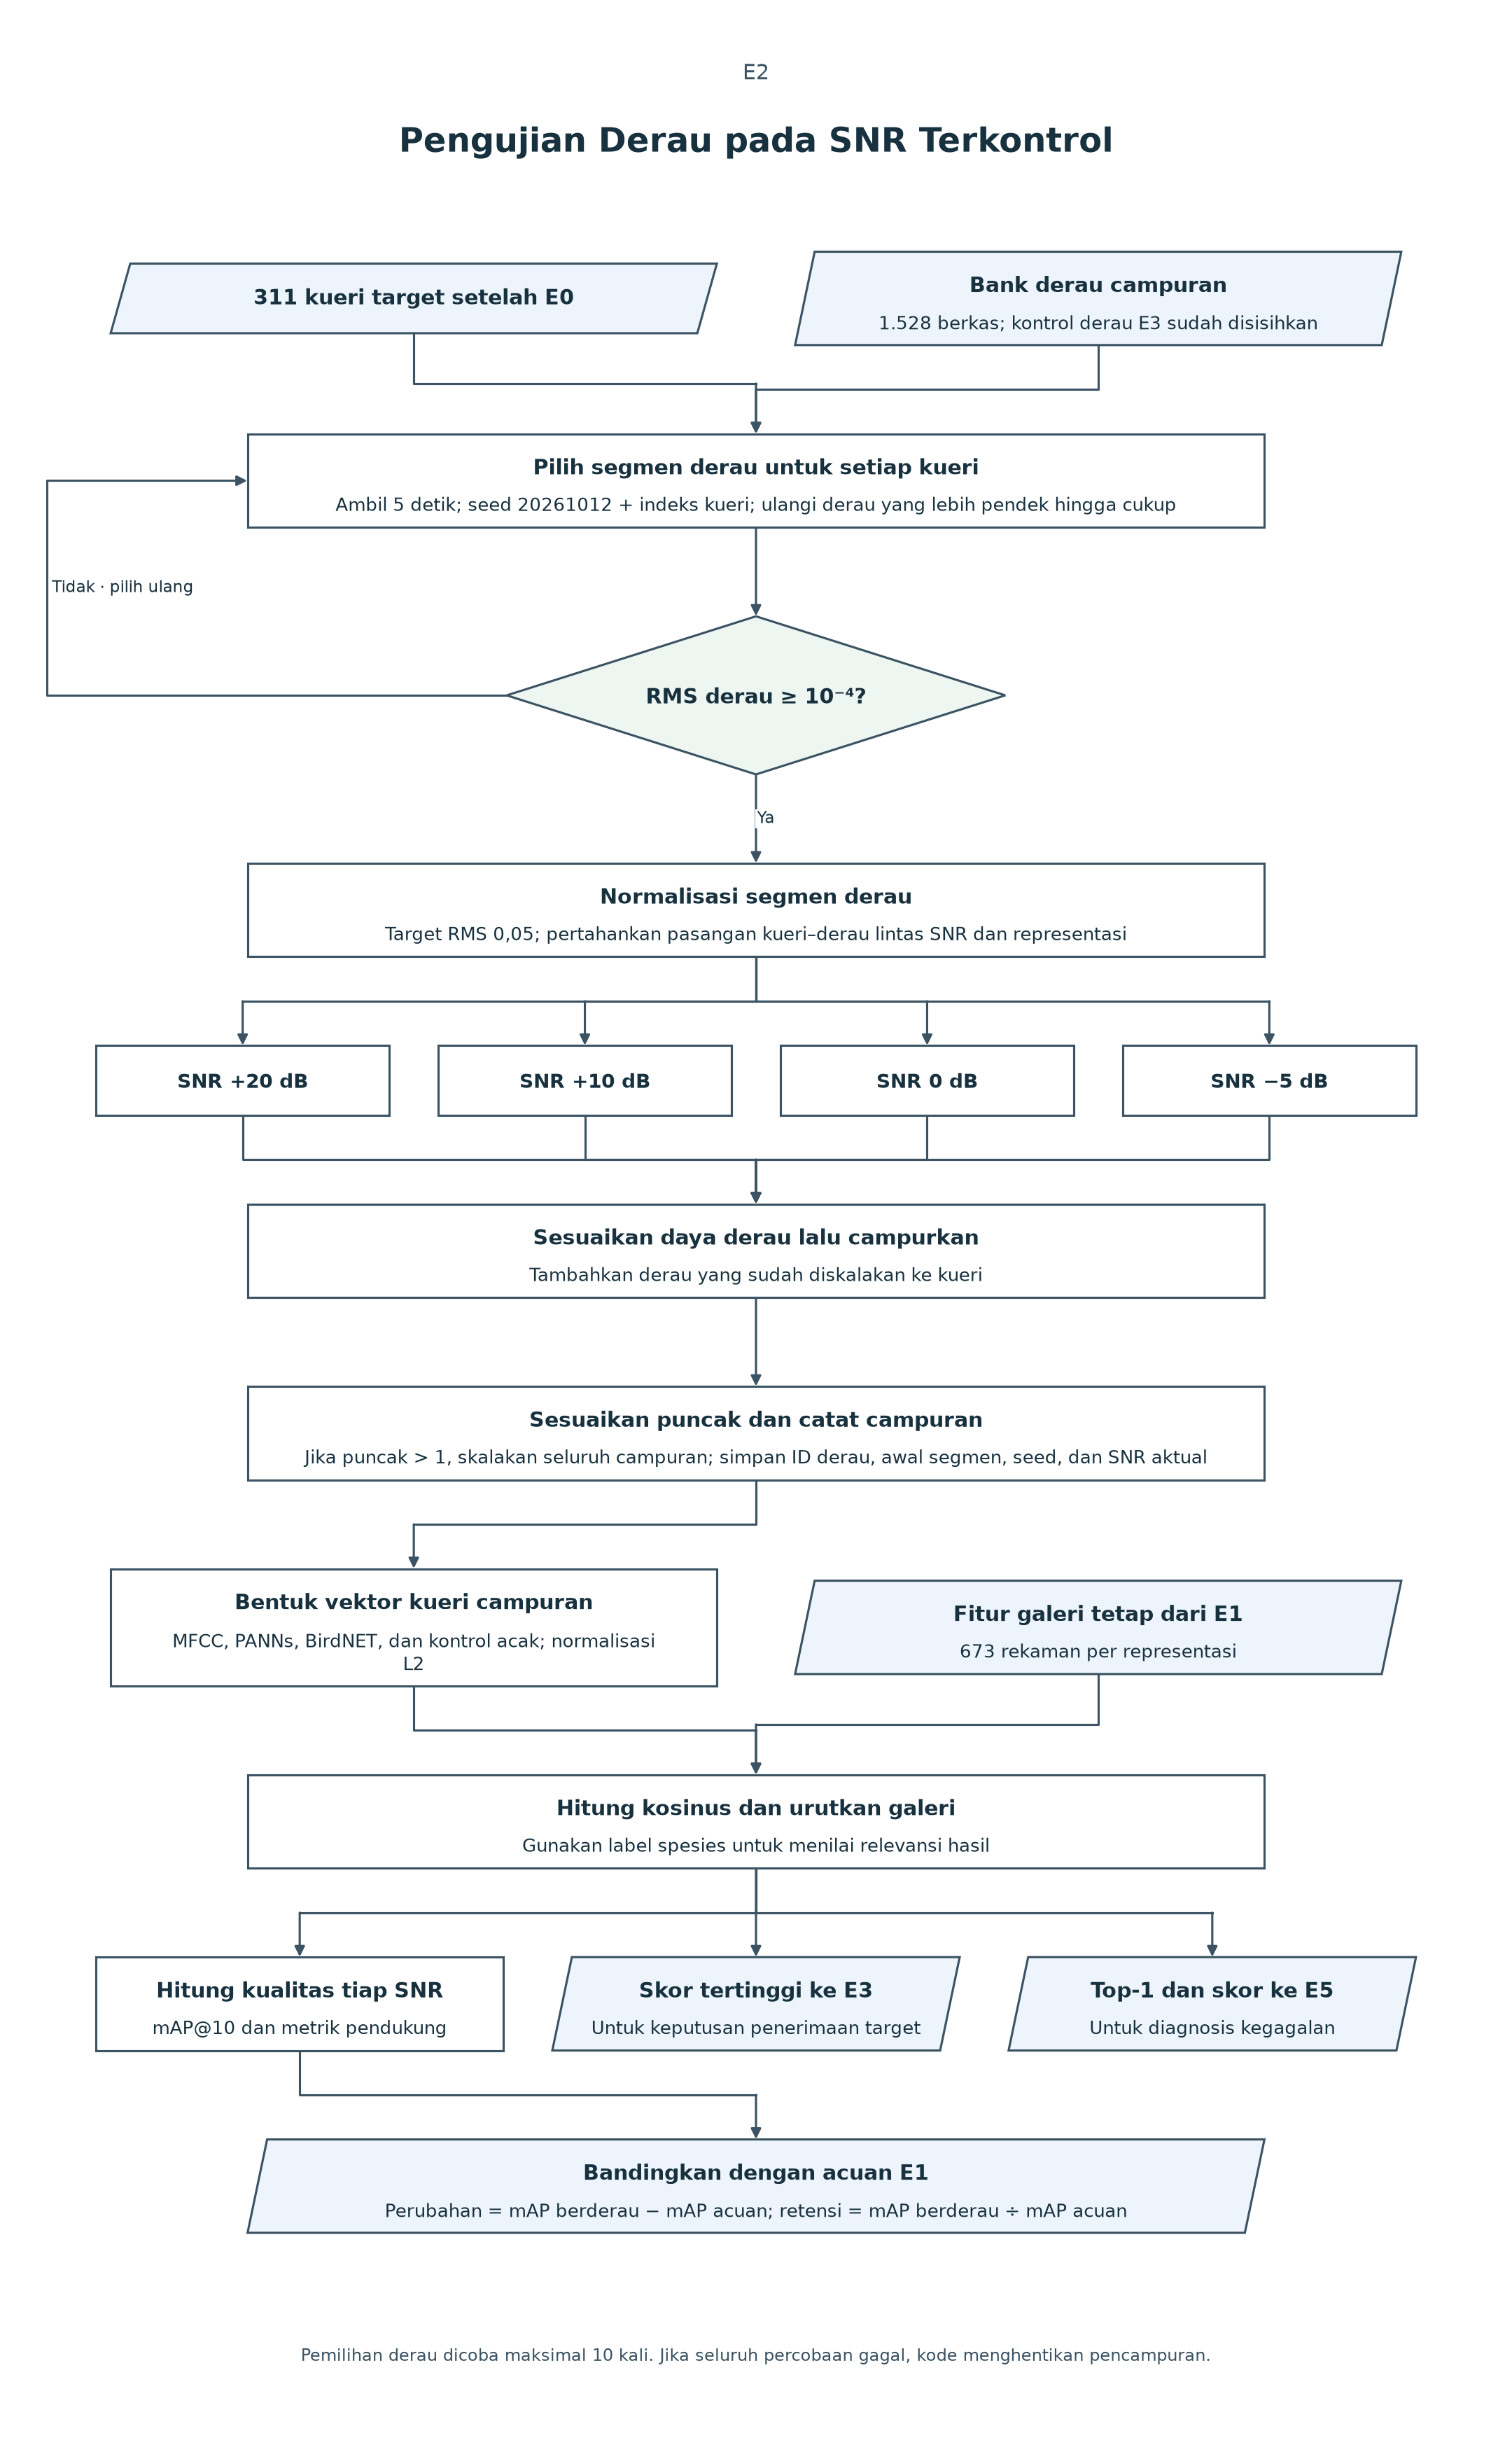 E2
Pengujian Derau pada SNR Terkontrol
311 kueri target setelah E0
Bank derau campuran
1.528 berkas; kontrol derau E3 sudah disisihkan
Pilih segmen derau untuk setiap kueri
Ambil 5 detik; seed 20261012 + indeks kueri; ulangi derau yang lebih pendek hingga cukup
Tidak · pilih ulang
RMS derau ≥ 10⁻⁴?
Ya
Normalisasi segmen derau
Target RMS 0,05; pertahankan pasangan kueri–derau lintas SNR dan representasi
SNR +20 dB
SNR +10 dB
SNR 0 dB
SNR −5 dB
Sesuaikan daya derau lalu campurkan
Tambahkan derau yang sudah diskalakan ke kueri
Sesuaikan puncak dan catat campuran
Jika puncak > 1, skalakan seluruh campuran; simpan ID derau, awal segmen, seed, dan SNR aktual
Bentuk vektor kueri campuran
MFCC, PANNs, BirdNET, dan kontrol acak; normalisasi
L2
Fitur galeri tetap dari E1
673 rekaman per representasi
Hitung kosinus dan urutkan galeri
Gunakan label spesies untuk menilai relevansi hasil
Hitung kualitas tiap SNR
mAP@10 dan metrik pendukung
Skor tertinggi ke E3
Untuk keputusan penerimaan target
Top-1 dan skor ke E5
Untuk diagnosis kegagalan
Bandingkan dengan acuan E1
Perubahan = mAP berderau − mAP acuan; retensi = mAP berderau ÷ mAP acuan
Pemilihan derau dicoba maksimal 10 kali. Jika seluruh percobaan gagal, kode menghentikan pencampuran.